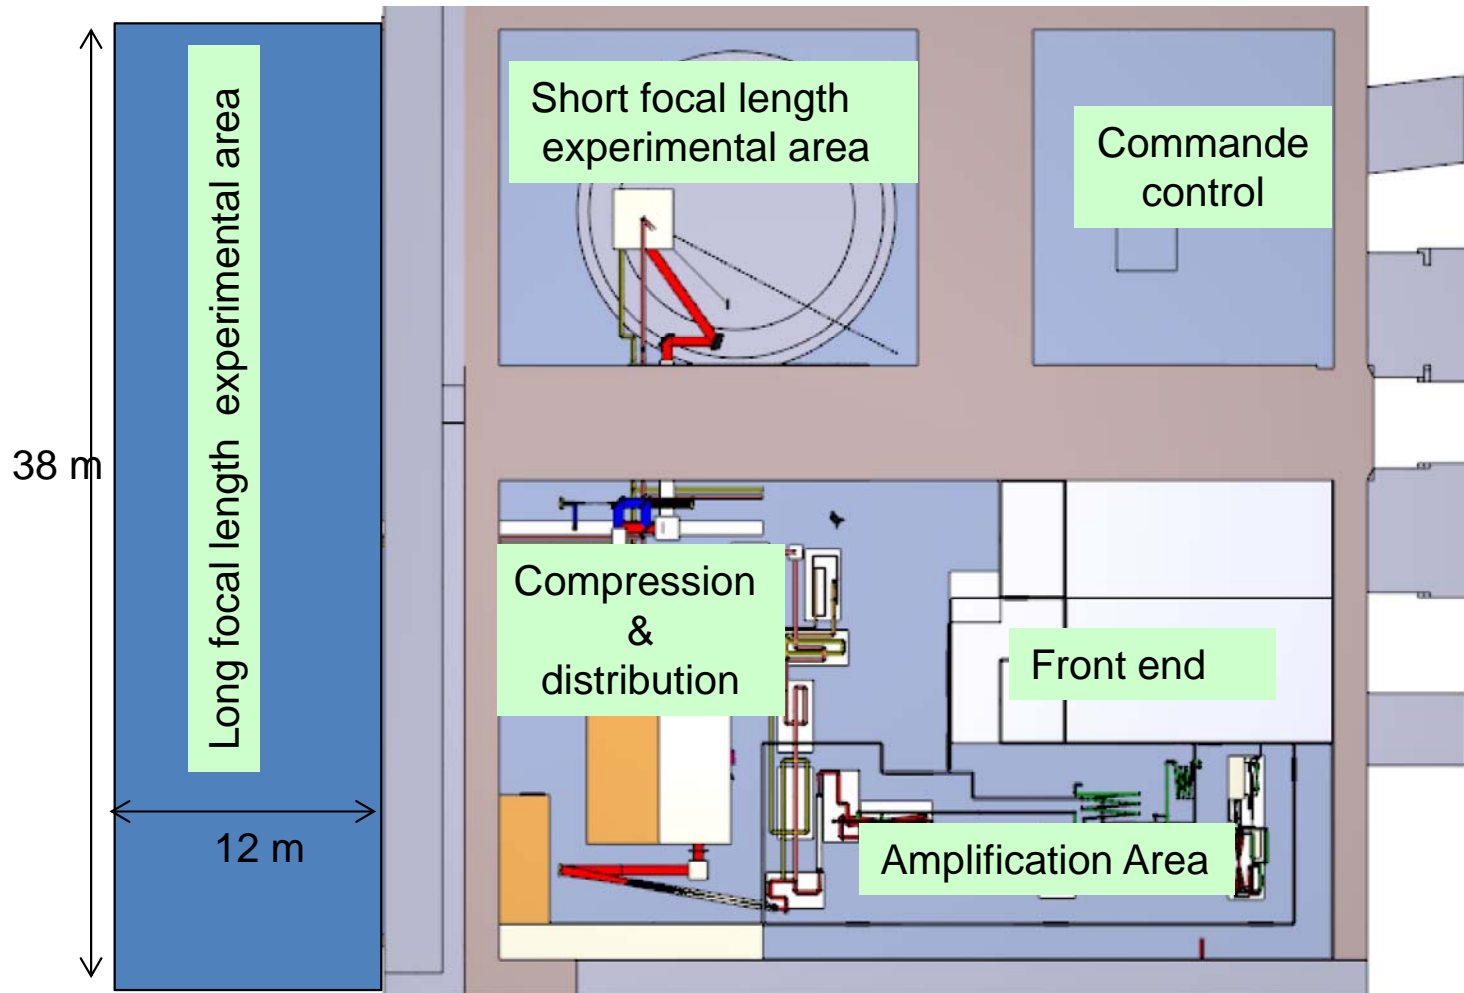 Long focal length experimental area
38 m
12 m
Short focal length
experimental area
Commande
control
Compression
&
distribution
Front end
Amplification Area